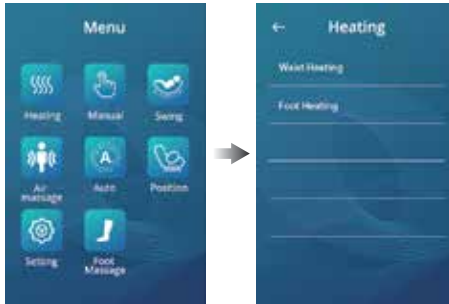 Menu
Heating
Manual
Swing
Air
massage
A
Auto
Position
Setting
Foot
Massage
← Heating
Waist Heating
Foot Heating